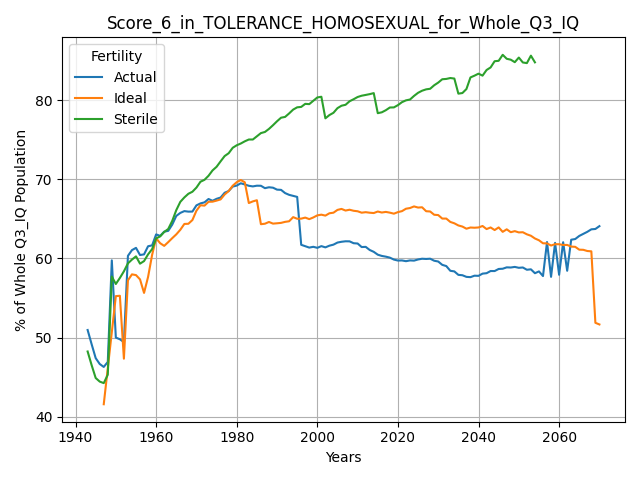 Score_6_in_TOLERANCE_HOMOSEXUAL_for_Whole_Q3_IQ
Fertility
Actual
Ideal
Sterile
% of Whole Q3_IQ Population
80
70
60
50
40
1940
1960
1980
2000
2020
2040
2060
Years